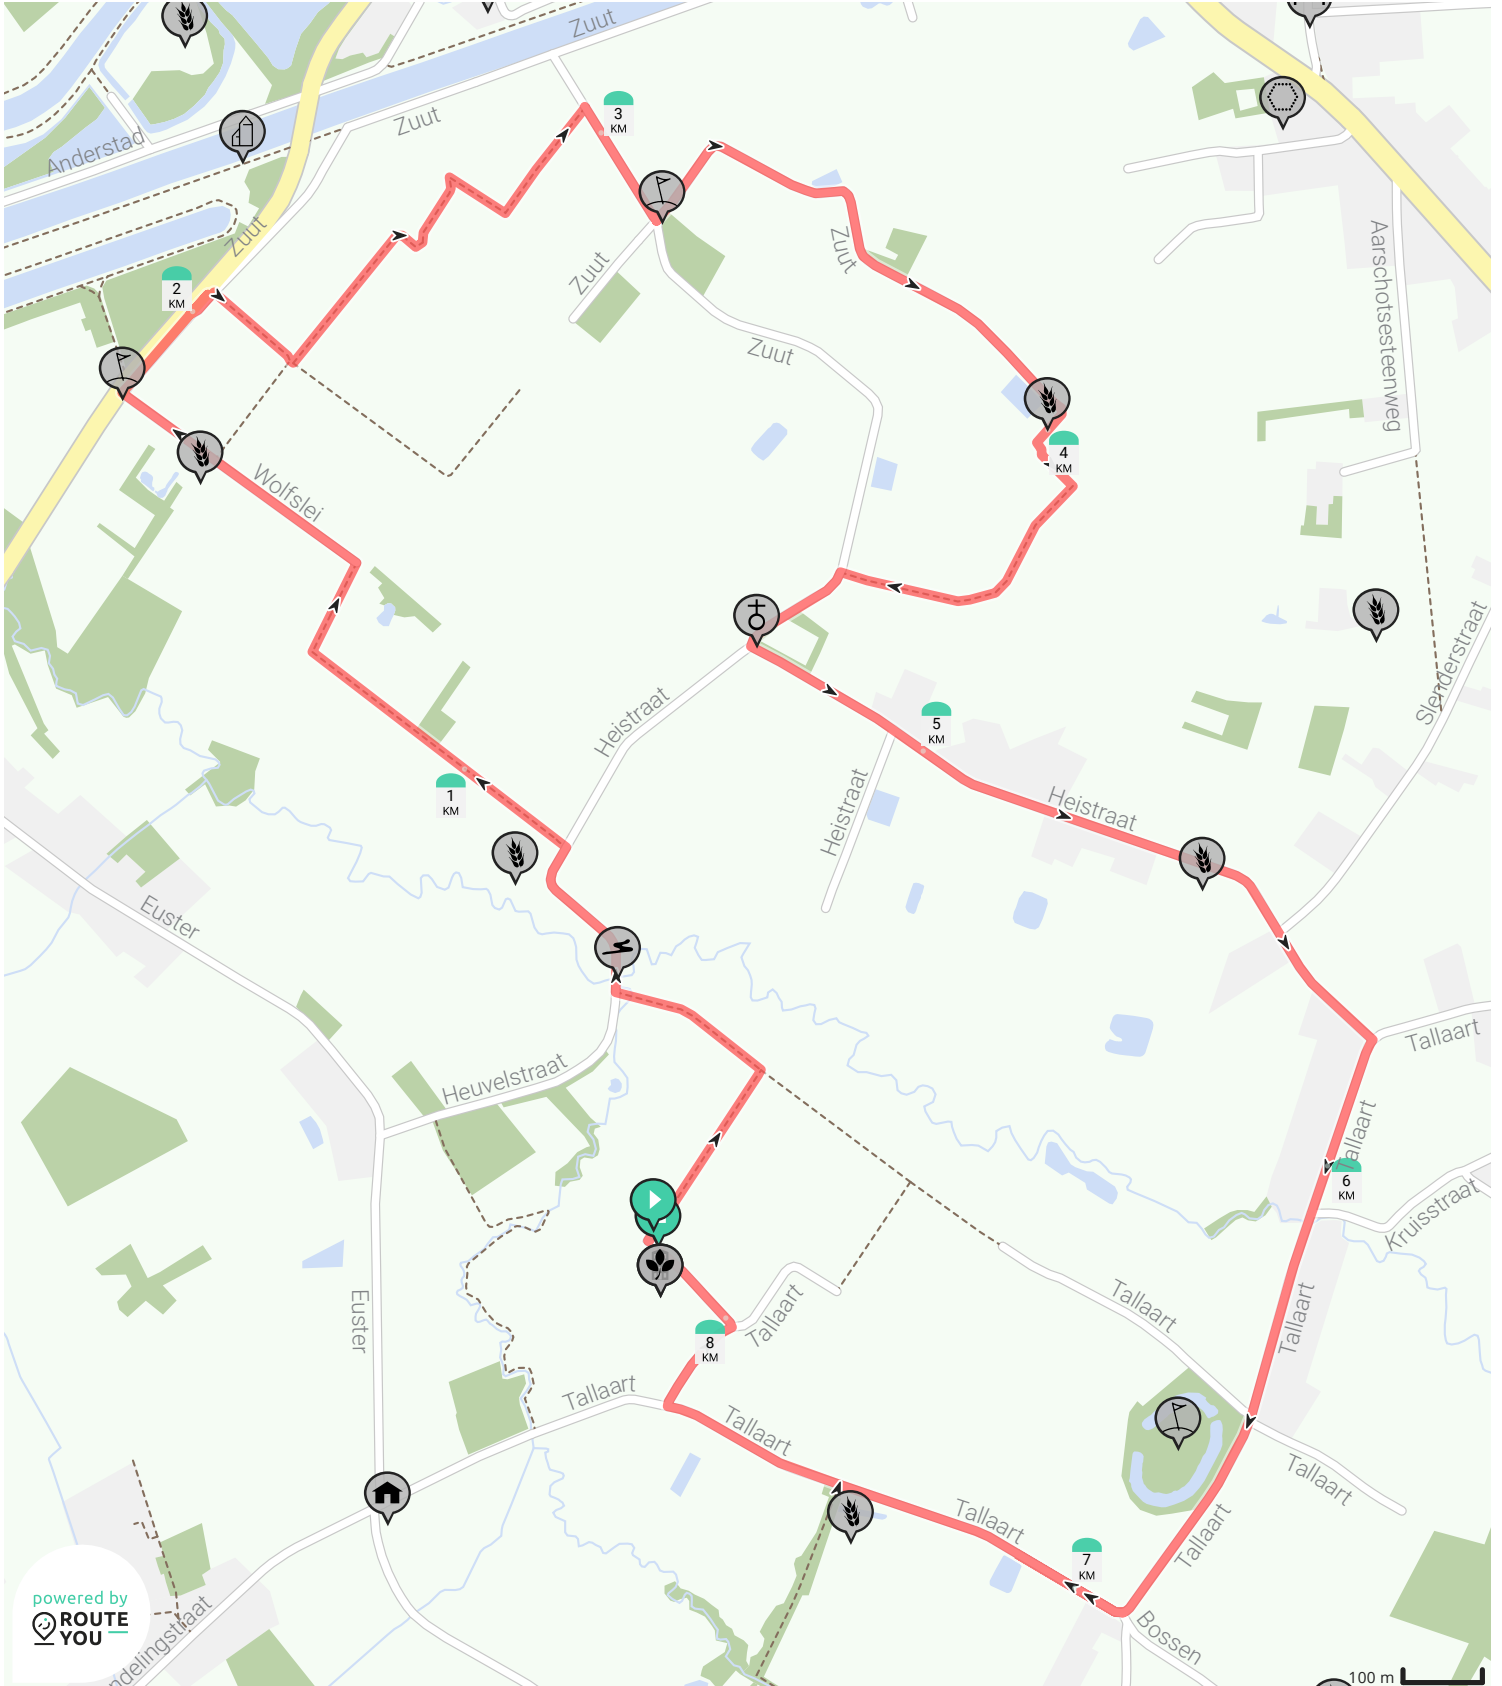 Zuut
Zuut
Anderstad
3
KM
Zuut
Zuut
Zuut
2
KM
Aarschotsesteenweg
Zuut
4
KM
Wolfslei
Slenderstraat
Heistraat
5
KM
1
KM
Heistraat
Heistraat
Euster
Tallaart
Heuvelstraat
Tallaart
6
KM
Kruisstraat
Tallaart
Tallaart
Tallaart
Euster
8
KM
Tallaart
Tallaart
Tallaart
Tallaart
Tallaart
7
KM
Bossen
powered by
ROUTE
YOU
ndelingstraat
100 m